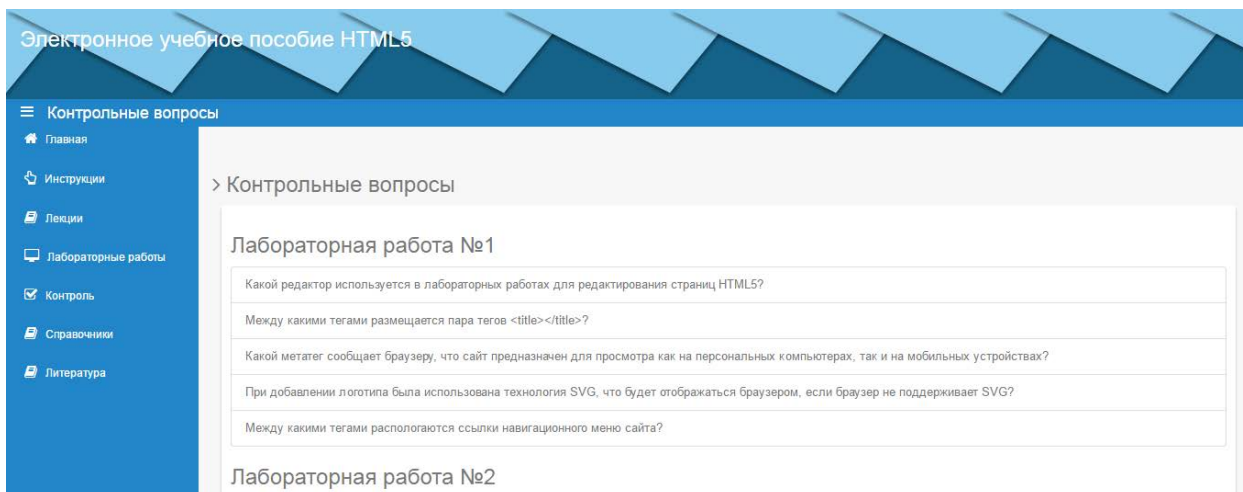 Электронное учебное пособие HTML5
Контрольные вопросы
Главная
Инструкции
Лекции
Лабораторные работы
Контроль
Справочники
Литература
Контрольные вопросы
Лабораторная работа №1
Какой редактор используется в лабораторных работах для редактирования страниц HTML5?
Между какими тегами размещается пара тегов <title></title>?
Какой метатег сообщает браузеру, что сайт предназначен для просмотра как на персональных компьютерах, так и на мобильных устройствах?
При добавлении логотипа была использована технология SVG, что будет отображаться браузером, если браузер не поддерживает SVG?
Между какими тегами распологаются ссылки навигационного меню сайта?
Лабораторная работа №2